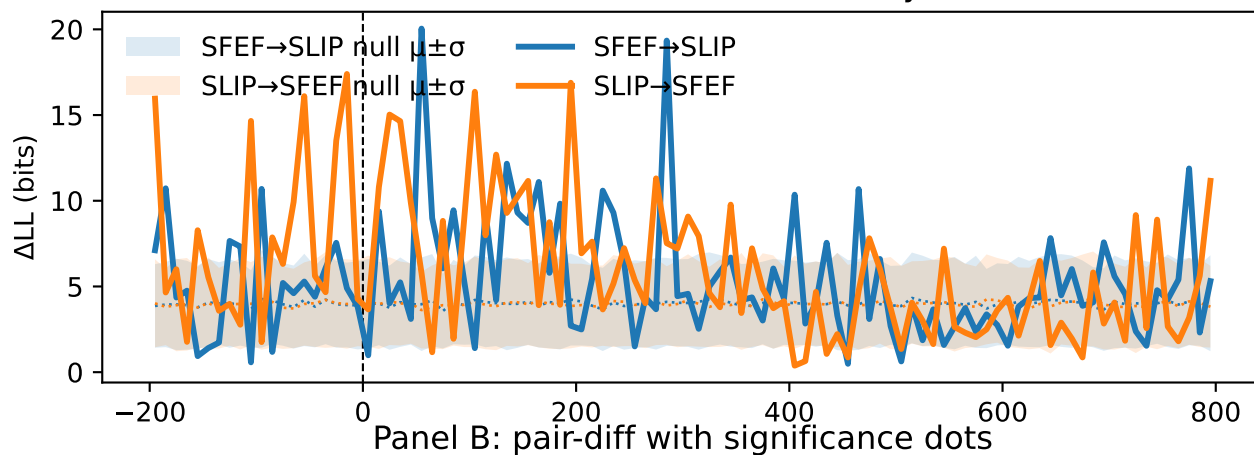 20
15
10
5
0
ΔLL (bits)
SFEF→SLIP null μ±σ
SLIP→SFEF null μ±σ
SFEF→SLIP
SLIP→SFEF
−200 0 200 400 600 800
Panel B: pair-diff with significance dots